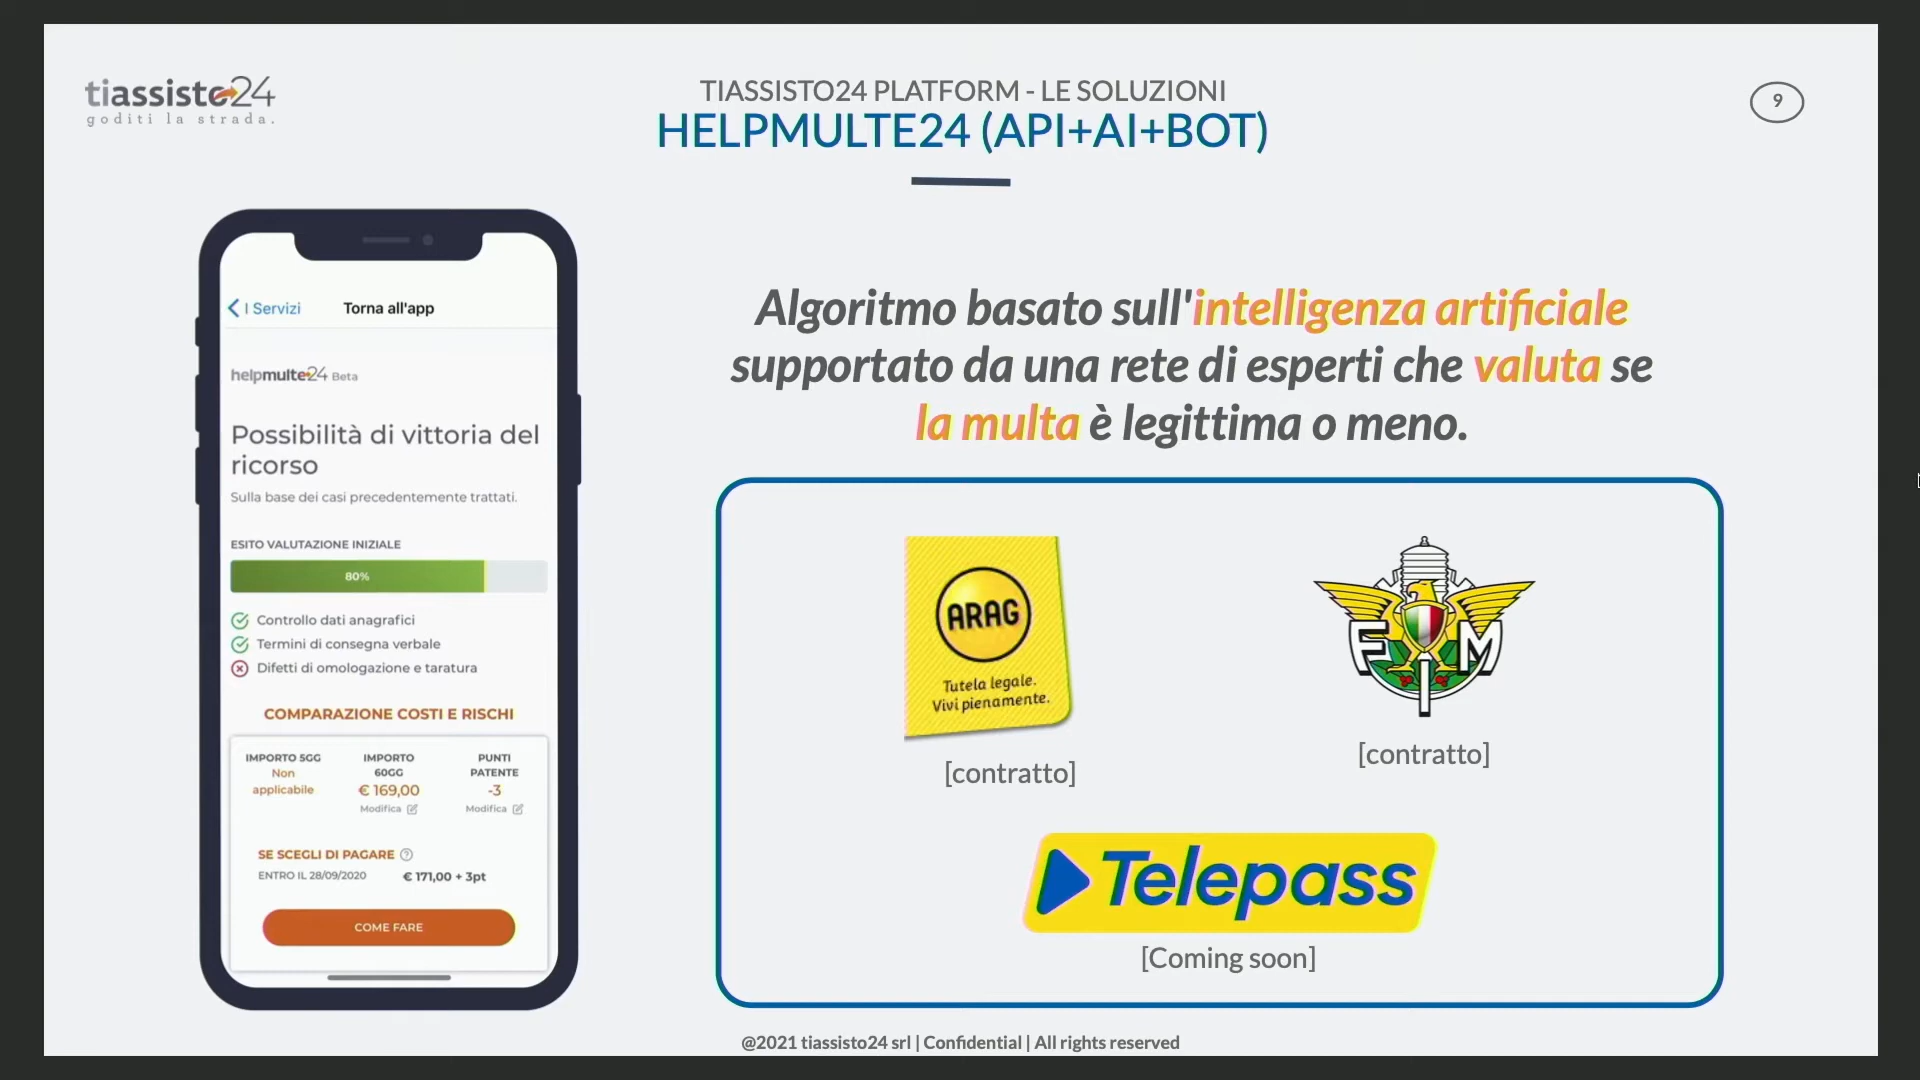 tiassisto24
goditi la strada.
TIASSISTO24 PLATFORM - LE SOLUZIONI
HELPMULTE24 (API+AI+BOT)
9
I Servizi
Torna all'app
helpmulte24 Beta
Possibilità di vittoria del
ricorso
Sulla base dei casi precedentemente trattati.
ESITO VALUTAZIONE INIZIALE
80%
Controllo dati anagrafici
Termini di consegna verbale
Difetti di omologazione e taratura
COMPARAZIONE COSTI E RISCHI
IMPORTO 5GG
Non
applicabile
IMPORTO
60GG
€ 169,00
Modifica
PUNTI
PATENTE
-3
Modifica
SE SCEGLI DI PAGARE ?
ENTRO IL 28/09/2020 € 171,00 + 3pt
COME FARE
Algoritmo basato sull'intelligenza artificiale
supportato da una rete di esperti che valuta se
la multa è legittima o meno.
ARAG
Tutela legale.
Vivi pienamente.
[contratto]
FIM
[contratto]
Telepass
[Coming soon]
@2021 tiassisto24 srl | Confidential | All rights reserved